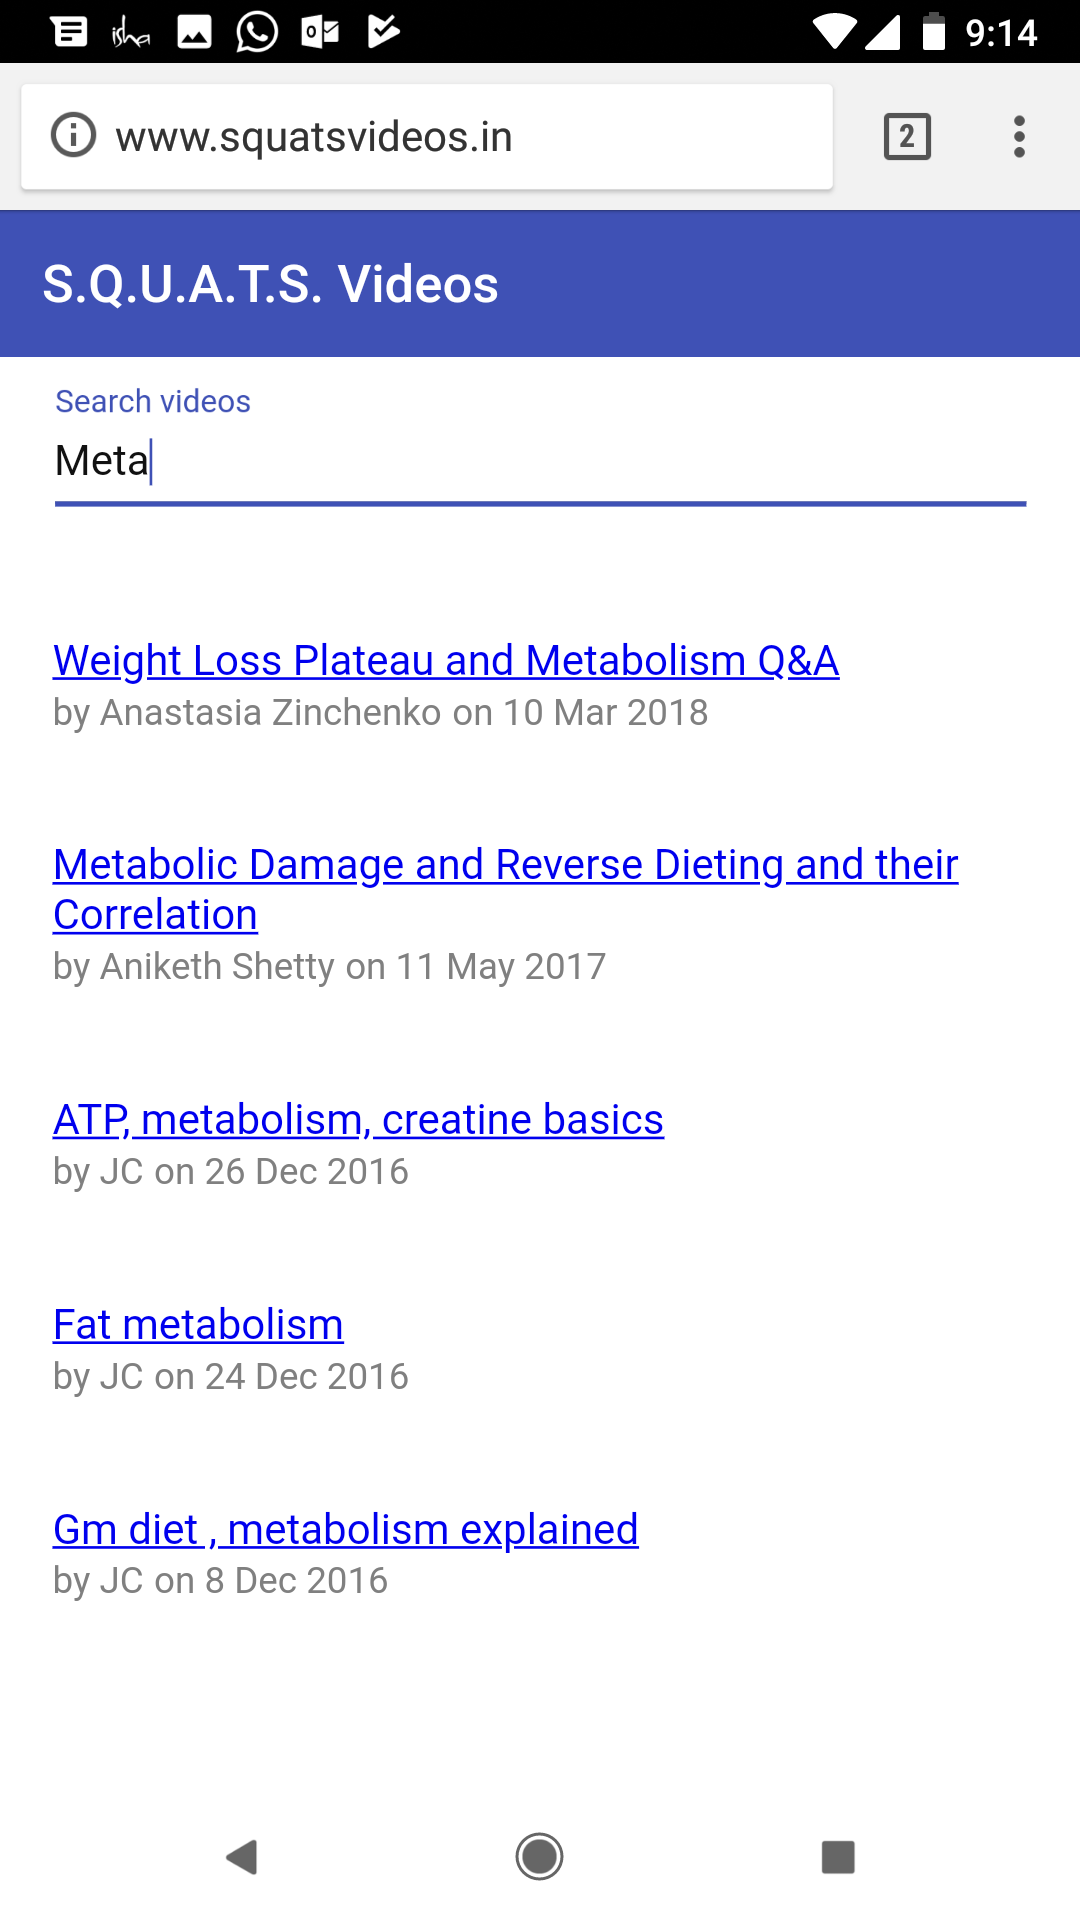 isha
9:14
www.squatsvideos.in
2
S.Q.U.A.T.S. Videos
Search videos
Meta
Weight Loss Plateau and Metabolism Q&A
by Anastasia Zinchenko on 10 Mar 2018
Metabolic Damage and Reverse Dieting and their
Correlation
by Aniketh Shetty on 11 May 2017
ATP, metabolism, creatine basics
by JC on 26 Dec 2016
Fat metabolism
by JC on 24 Dec 2016
Gm diet , metabolism explained
by JC on 8 Dec 2016